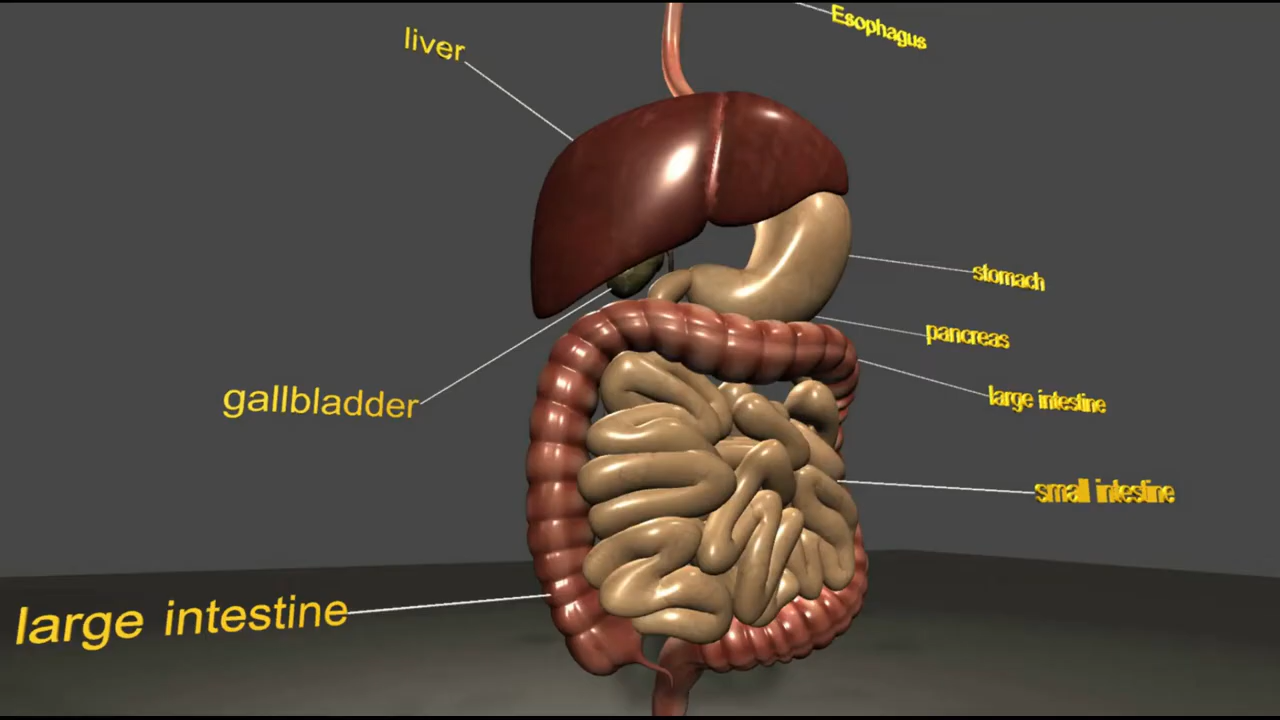 Esophagus
liver
stomach
pancreas
large intestine
gallbladder
small intestine
large intestine